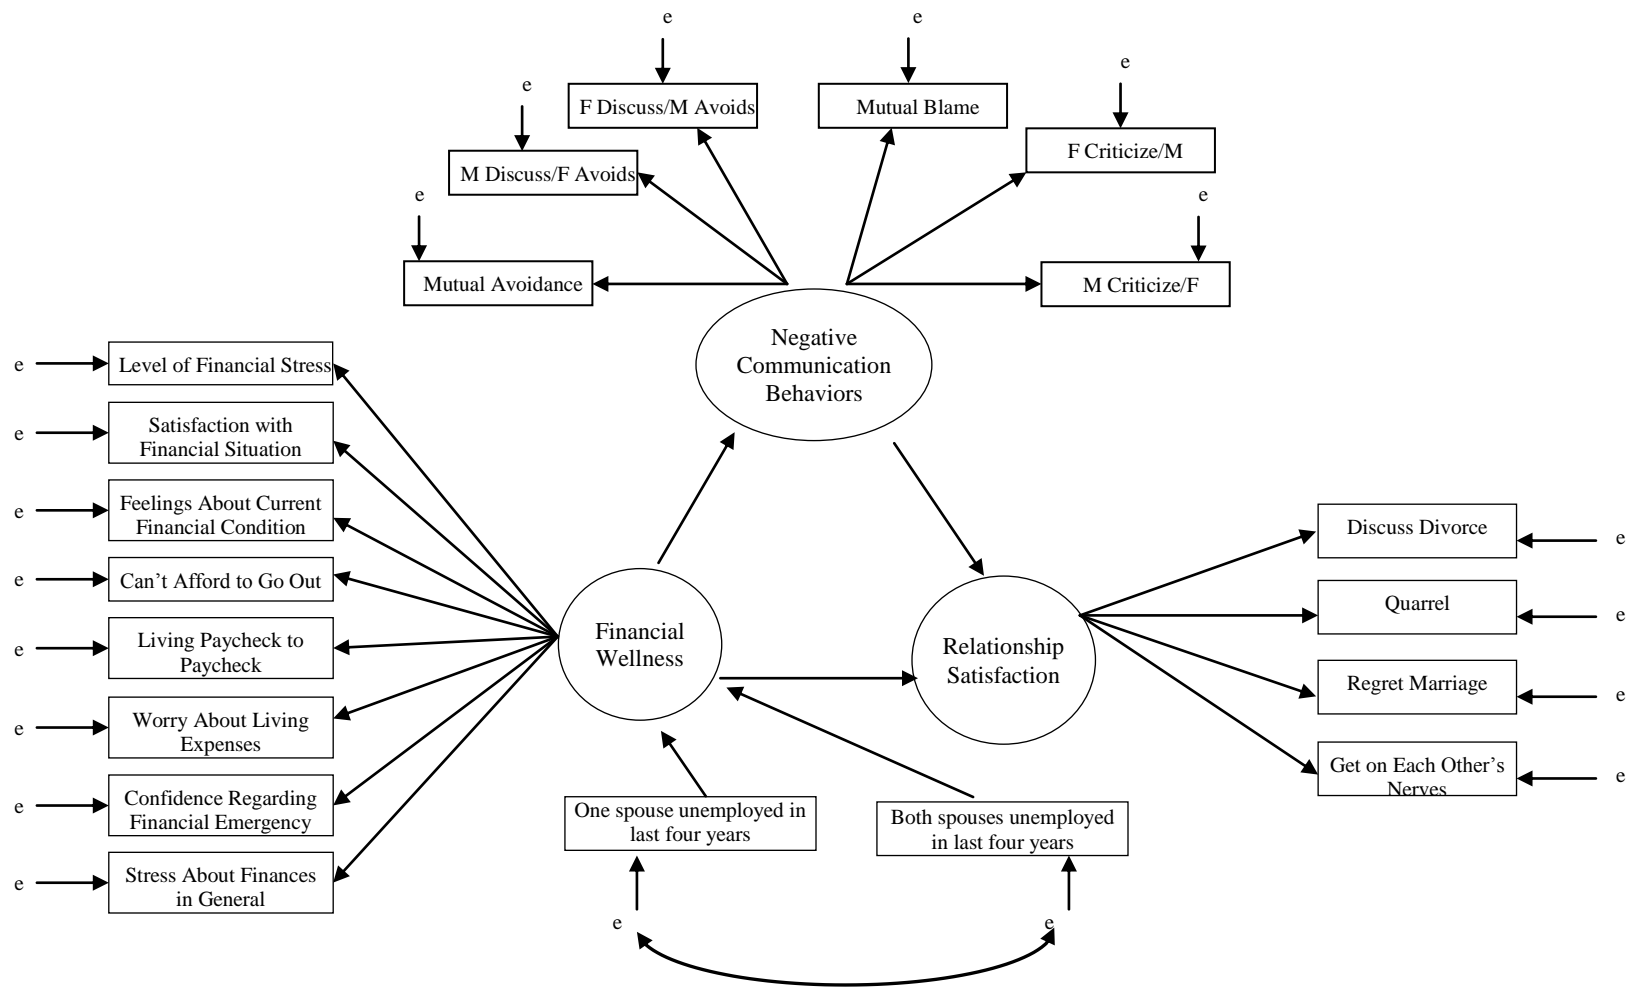 e
e
F Discuss/M Avoids
Mutual Blame
e
e
F Criticize/M
M Discuss/F Avoids
e
e
Mutual Avoidance
M Criticize/F
Negative
Communication
Behaviors
e
Level of Financial Stress
e
Satisfaction with
Financial Situation
e
Feelings About Current
Financial Condition
e
Can't Afford to Go Out
e
Living Paycheck to
Paycheck
e
Worry About Living
Expenses
e
Confidence Regarding
Financial Emergency
e
Stress About Finances
in General
Financial
Wellness
Relationship
Satisfaction
Discuss Divorce
e
Quarrel
e
Regret Marriage
e
Get on Each Other's
Nerves
e
One spouse unemployed in
last four years
Both spouses unemployed
in last four years
e
e